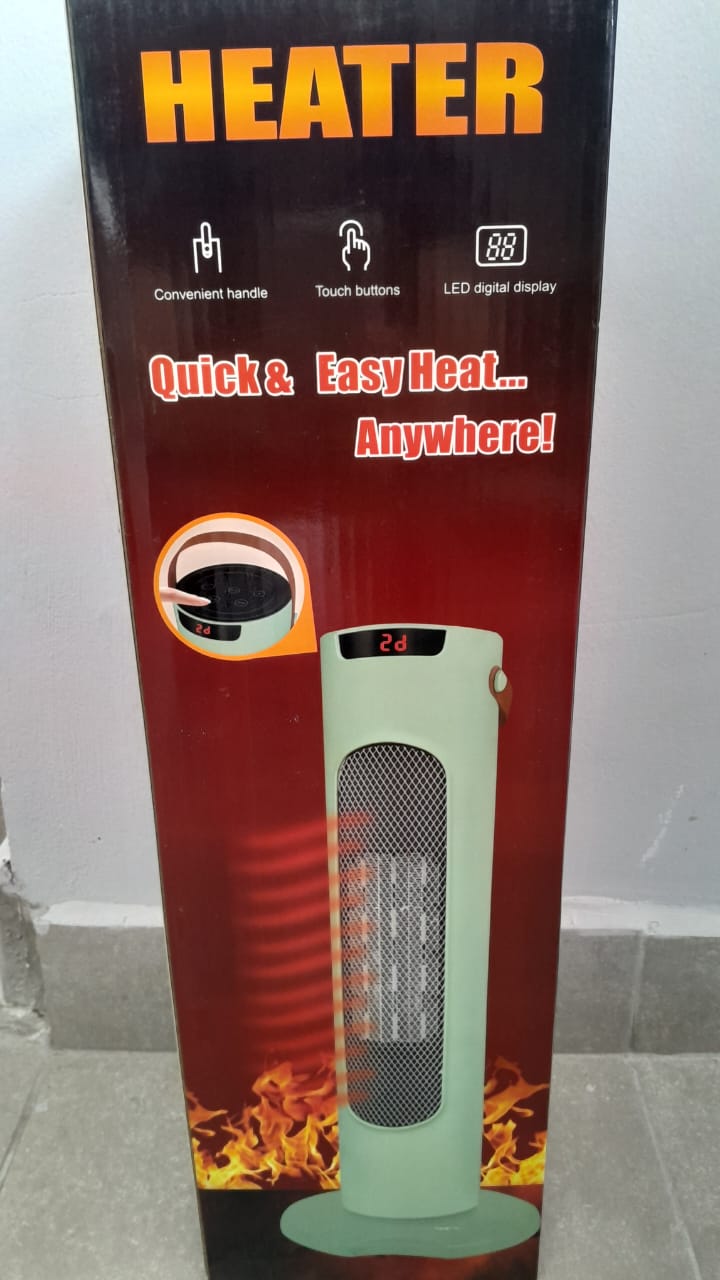 HEATER
88
Convenient handle
Touch buttons
LED digital display
Quick & Easy Heat...
Anywhere!
2d
2d